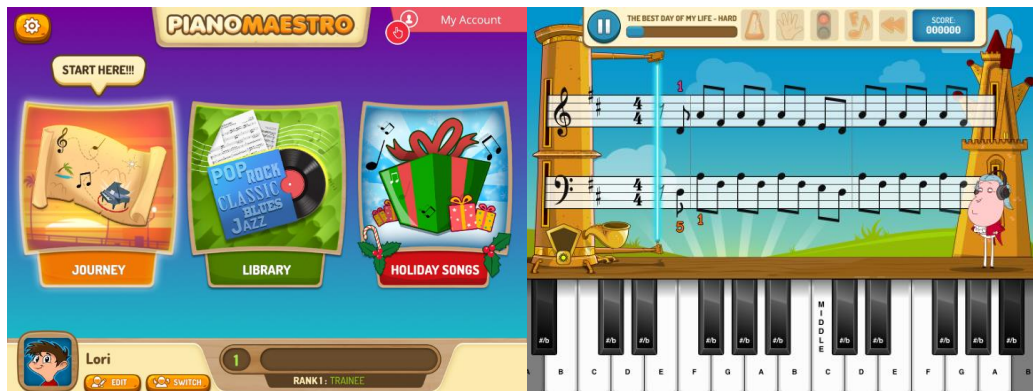 PIANOMAESTRO
My Account
START HERE!!!
POP ROCK
CLASSIC
BLUES
JAZZ
JOURNEY
LIBRARY
HOLIDAY SONGS
Lori
EDIT
SWITCH
1
RANK 1 : TRAINEE
THE BEST DAY OF MY LIFE - HARD
SCORE:
000000
4
4
1
4
4
5
1
MIDDLE
#/b #/b #/b #/b #/b #/b #/b #/b #/b #/b #/b
A B C D E F G A B C D E F G A B